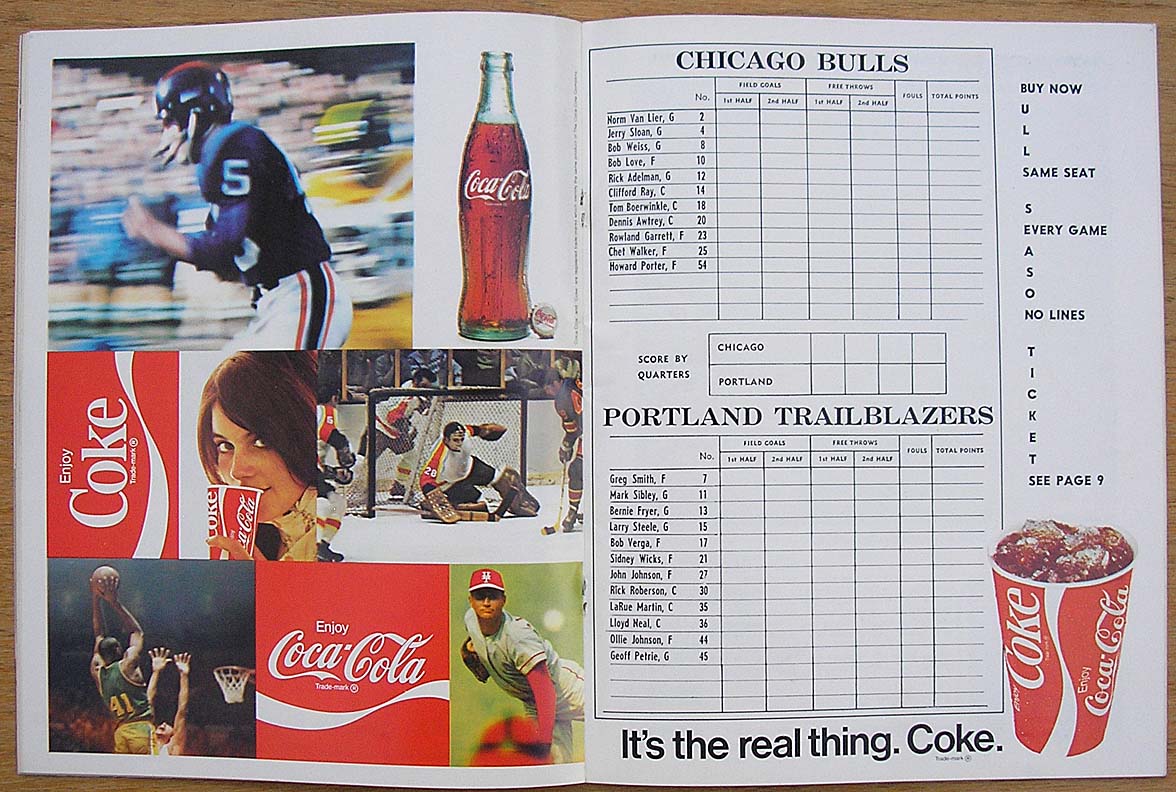 5
Coca-Cola
Enjoy
Coke
Trade-mark ®
Coca-Cola
28
41
Enjoy
Coca-Cola
Trade-mark ®
CHICAGO BULLS
No. FIELD GOALS FREE THROWS FOULS TOTAL POINTS
1st HALF 2nd HALF 1st HALF 2nd HALF
Norm Van Lier, G 2
Jerry Sloan, G 4
Bob Weiss, G 8
Bob Love, F 10
Rick Adelman, G 12
Clifford Ray, C 14
Tom Boerwinkle, C 18
Dennis Awtrey, C 20
Rowland Garrett, F 23
Chet Walker, F 25
Howard Porter, F 54
SCORE BY
QUARTERS
CHICAGO
PORTLAND
PORTLAND TRAILBLAZERS
No. FIELD GOALS FREE THROWS FOULS TOTAL POINTS
1st HALF 2nd HALF 1st HALF 2nd HALF
Greg Smith, F 7
Mark Sibley, G 11
Bernie Fryer, G 13
Larry Steele, G 15
Bob Verga, F 17
Sidney Wicks, F 21
John Johnson, F 27
Rick Roberson, C 30
LaRue Martin, C 35
Lloyd Neal, C 36
Ollie Johnson, F 44
Geoff Petrie, G 45
It's the real thing. Coke.
Trade-mark ®
BUY NOW
U
L
L
SAME SEAT
S
EVERY GAME
A
S
O
NO LINES
T
I
C
K
E
T
SEE PAGE 9
Enjoy
Coke
Enjoy
Coca-Cola